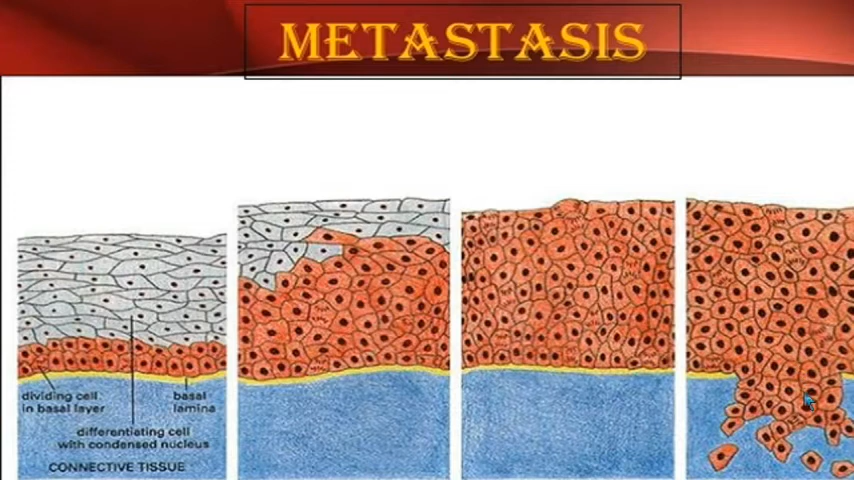 METASTASIS
dividing cell
in basal layer
basal
lamina
differentiating cell
with condensed nucleus
CONNECTIVE TISSUE